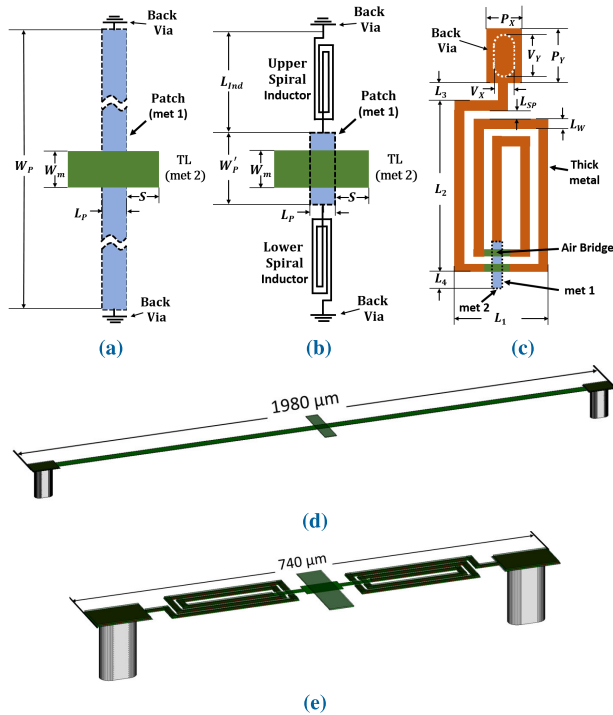 Back
Via
W_P
Patch
(met 1)
W_m
TL
(met 2)
L_P
S
Back
Via
(a)
Back
Via
L_Ind
Upper
Spiral
Inductor
Patch
(met 1)
W_P'
W_m
TL
(met 2)
L_P
S
Lower
Spiral
Inductor
Back
Via
(b)
P_X
Back
Via
V_Y
P_Y
V_X
L_3
L_SP
L_W
L_2
Thick
metal
Air Bridge
L_4
met 1
met 2
L_1
(c)
1980 μm
(d)
740 μm
(e)